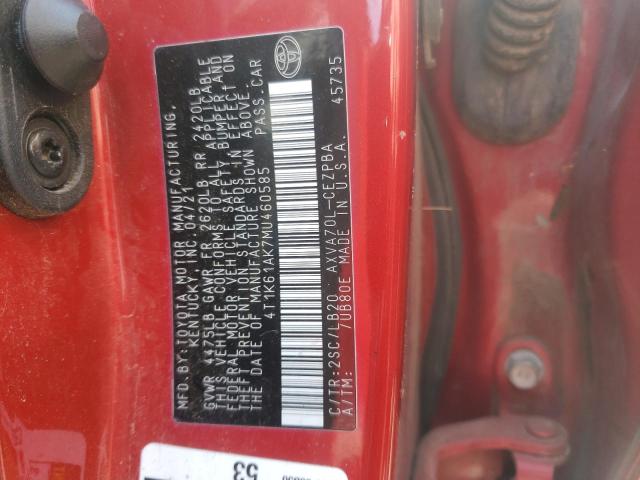 MFD.BY:TOYOTA MOTOR MANUFACTURING,
KENTUCKY, INC. 04/21
GVWR 4475LB GAWR FR 2620LB RR 2420LB
THIS VEHICLE CONFORMS TO ALL APPLICABLE
FEDERAL MOTOR VEHICLE SAFETY, BUMPER AND
THEFT PREVENTION STANDARDS IN EFFECT ON
THE DATE OF MANUFACTURE SHOWN ABOVE.
4T1K61AK7MU460585 PASS.CAR
45735
C/TR:2SC/LB20 AXVA70L-CEZPBA
A/TM: /UB80E MADE IN U.S.A.
53